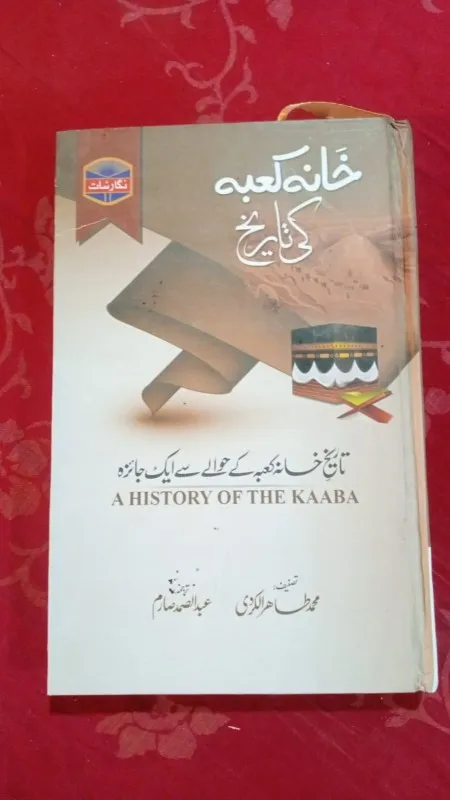 نگارشات
خانہ کعبہ
کی تاریخ
تاریخِ خانہ کعبہ کے حوالے سے ایک جائزہ
A HISTORY OF THE KAABA
تصنیف:
محمد طاہر الکردی
عبدالصمد صارم